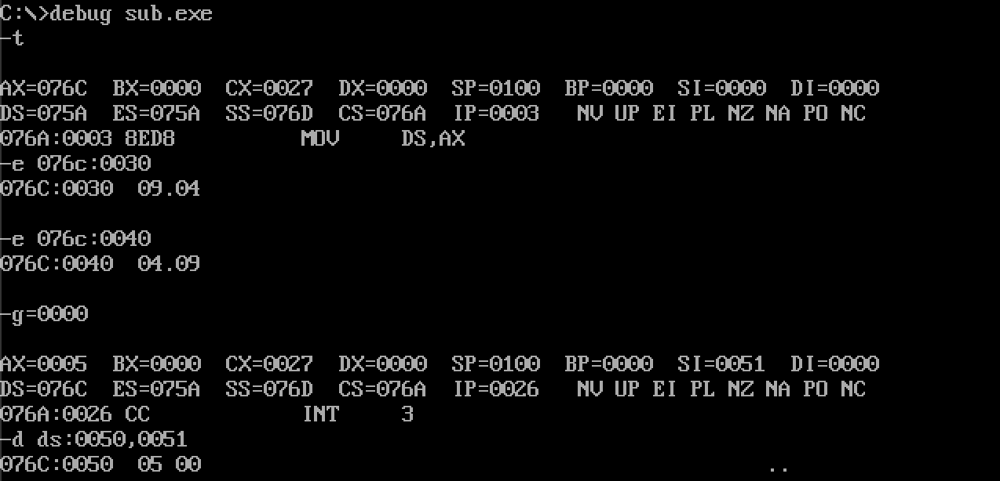 C:\>debug sub.exe
-t
AX=076C  BX=0000  CX=0027  DX=0000  SP=0100  BP=0000  SI=0000  DI=0000
DS=075A  ES=075A  SS=076D  CS=076A  IP=0003   NV UP EI PL NZ NA PO NC
076A:0003 8ED8          MOV     DS,AX
-e 076c:0030
076C:0030  09.04
-e 076c:0040
076C:0040  04.09
-g=0000
AX=0005  BX=0000  CX=0027  DX=0000  SP=0100  BP=0000  SI=0051  DI=0000
DS=076C  ES=075A  SS=076D  CS=076A  IP=0026   NV UP EI PL NZ NA PO NC
076A:0026 CC            INT     3
-d ds:0050,0051
076C:0050  05 00                                             ..